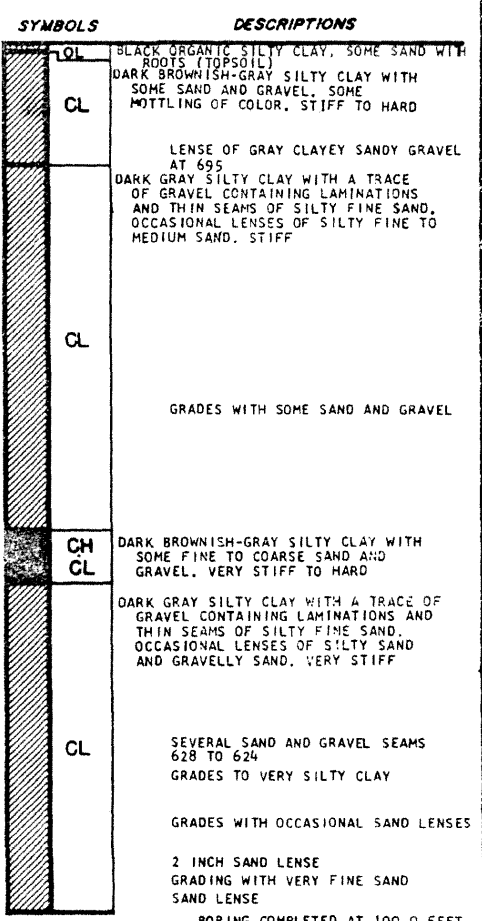 SYMBOLS DESCRIPTIONS
OL BLACK ORGANIC SILTY CLAY, SOME SAND WITH
ROOTS (TOPSOIL)
DARK BROWNISH-GRAY SILTY CLAY WITH
SOME SAND AND GRAVEL, SOME
CL MOTTLING OF COLOR, STIFF TO HARD
LENSE OF GRAY CLAYEY SANDY GRAVEL
AT 695
DARK GRAY SILTY CLAY WITH A TRACE
OF GRAVEL CONTAINING LAMINATIONS
AND THIN SEAMS OF SILTY FINE SAND,
OCCASIONAL LENSES OF SILTY FINE TO
MEDIUM SAND, STIFF
CL
GRADES WITH SOME SAND AND GRAVEL
CH DARK BROWNISH-GRAY SILTY CLAY WITH
SOME FINE TO COARSE SAND AND
CL GRAVEL, VERY STIFF TO HARD
DARK GRAY SILTY CLAY WITH A TRACE OF
GRAVEL CONTAINING LAMINATIONS AND
THIN SEAMS OF SILTY FINE SAND,
OCCASIONAL LENSES OF SILTY SAND
AND GRAVELLY SAND, VERY STIFF
CL SEVERAL SAND AND GRAVEL SEAMS
628 TO 624
GRADES TO VERY SILTY CLAY
GRADES WITH OCCASIONAL SAND LENSES
2 INCH SAND LENSE
GRADING WITH VERY FINE SAND
SAND LENSE
BORING COMPLETED AT 100.0 FEET